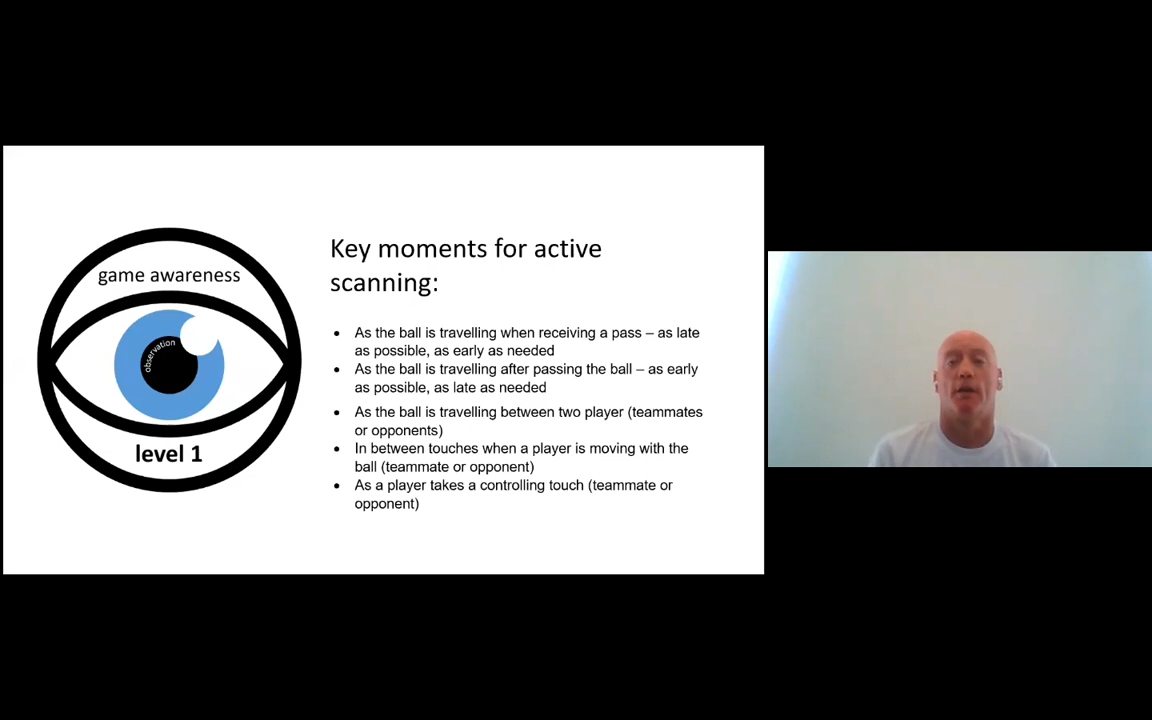 game awareness
observation
level 1
Key moments for active
scanning:
• As the ball is travelling when receiving a pass – as late
as possible, as early as needed
• As the ball is travelling after passing the ball – as early
as possible, as late as needed
• As the ball is travelling between two player (teammates
or opponents)
• In between touches when a player is moving with the
ball (teammate or opponent)
• As a player takes a controlling touch (teammate or
opponent)